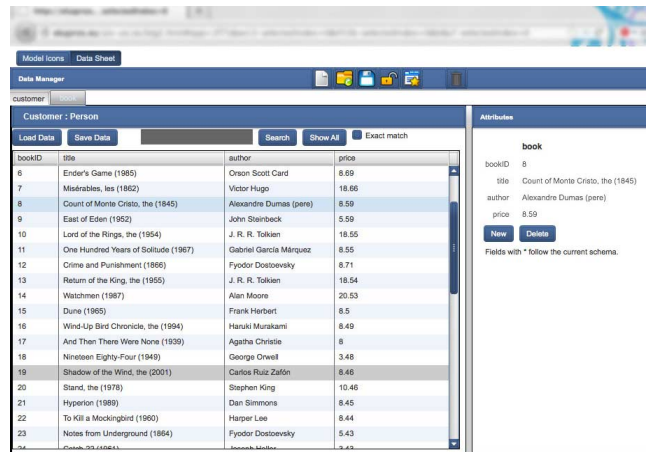 Model Icons Data Sheet
Data Manager
customer book
Customer : Person
Attributes
Load Data Save Data Search Show All Exact match
bookID title author price
6 Ender's Game (1985) Orson Scott Card 8.69
7 Misérables, les (1862) Victor Hugo 18.66
8 Count of Monte Cristo, the (1845) Alexandre Dumas (pere) 8.59
9 East of Eden (1952) John Steinbeck 5.59
10 Lord of the Rings, the (1954) J. R. R. Tolkien 18.55
11 One Hundred Years of Solitude (1967) Gabriel García Márquez 8.55
12 Crime and Punishment (1866) Fyodor Dostoevsky 8.71
13 Return of the King, the (1955) J. R. R. Tolkien 18.54
14 Watchmen (1987) Alan Moore 20.53
15 Dune (1965) Frank Herbert 8.5
16 Wind-Up Bird Chronicle, the (1994) Haruki Murakami 8.49
17 And Then There Were None (1939) Agatha Christie 8
18 Nineteen Eighty-Four (1949) George Orwell 3.48
19 Shadow of the Wind, the (2001) Carlos Ruiz Zafón 8.46
20 Stand, the (1978) Stephen King 10.46
21 Hyperion (1989) Dan Simmons 8.45
22 To Kill a Mockingbird (1960) Harper Lee 8.44
23 Notes from Underground (1864) Fyodor Dostoevsky 5.43
24 Catch-22 (1961) Joseph Heller 3.43
book
bookID 8
title Count of Monte Cristo, the (1845)
author Alexandre Dumas (pere)
price 8.59
New Delete
Fields with * follow the current schema.